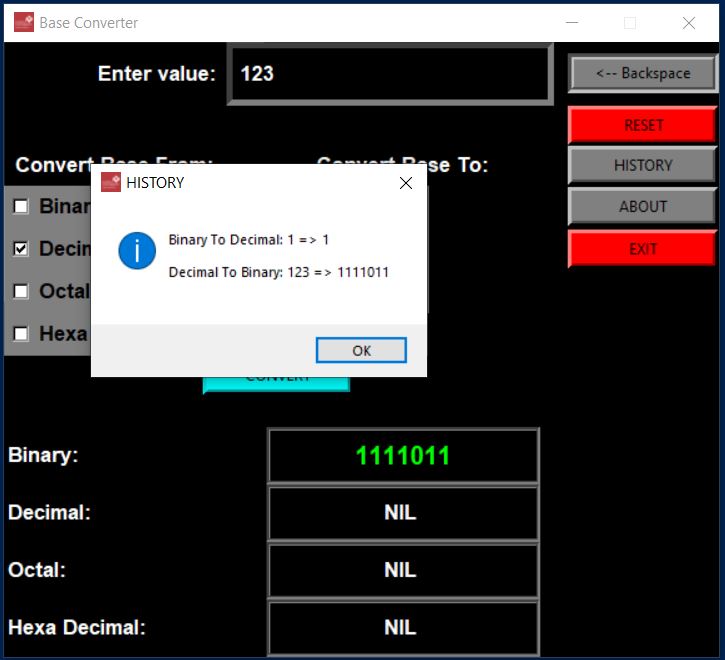 Base Converter
Enter value: 123
<-- Backspace
RESET
HISTORY
ABOUT
EXIT
Convert Base From:
Convert Base To:
Binar
Decim
Octal
Hexa
HISTORY
Binary To Decimal: 1 => 1
Decimal To Binary: 123 => 1111011
OK
CONVERT
Binary: 1111011
Decimal: NIL
Octal: NIL
Hexa Decimal: NIL